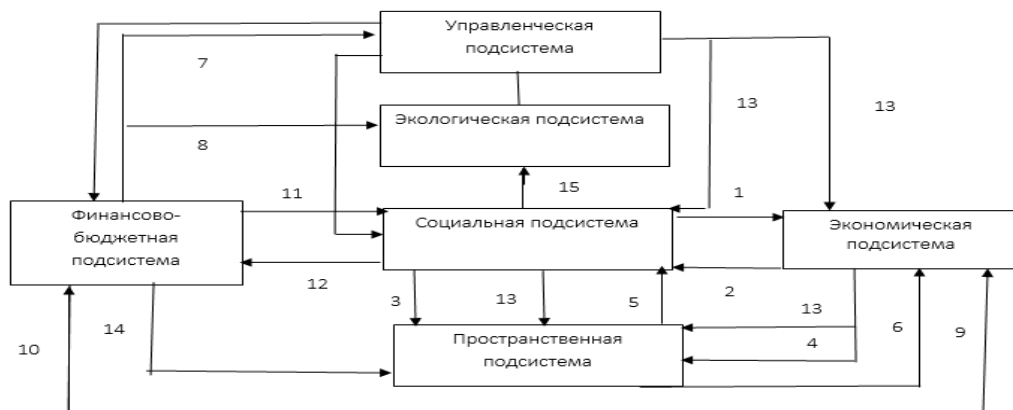 Управленческая
подсистема
7
13
13
Экологическая подсистема
8
11
15
1
Финансово-
бюджетная
подсистема
Социальная подсистема
Экономическая
подсистема
12
3
13
5
2
13
6
9
10
14
Пространственная
подсистема
4